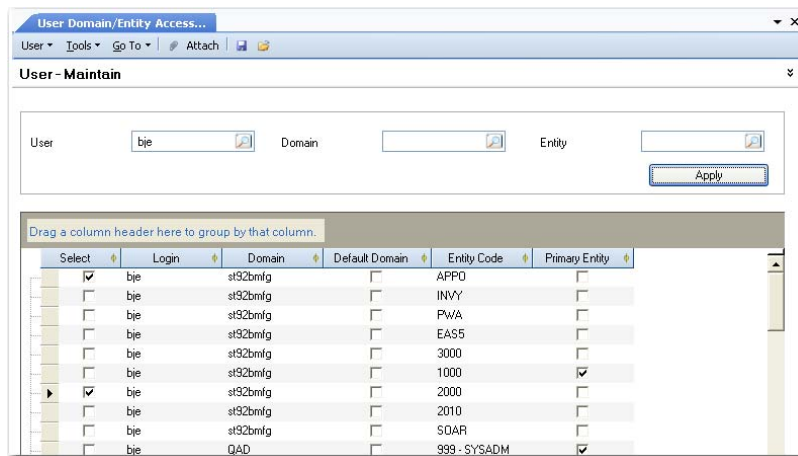 User Domain/Entity Access...
User Tools Go To Attach
User - Maintain
User bje Domain Entity
Apply
Drag a column header here to group by that column.
Select Login Domain Default Domain Entity Code Primary Entity
bje st92bmfg APPO
bje st92bmfg INVY
bje st92bmfg PWA
bje st92bmfg EAS5
bje st92bmfg 3000
bje st92bmfg 1000
bje st92bmfg 2000
bje st92bmfg 2010
bje st92bmfg SOAR
bje QAD 999 - SYSADM